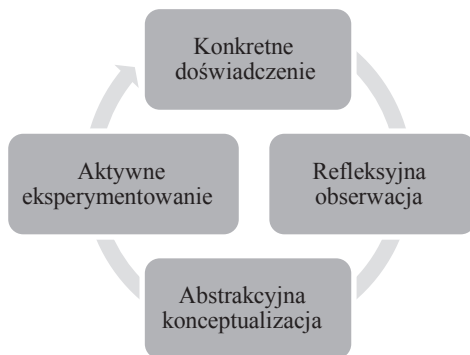 Konkretne
doświadczenie
Aktywne
eksperymentowanie
Refleksyjna
obserwacja
Abstrakcyjna
konceptualizacja